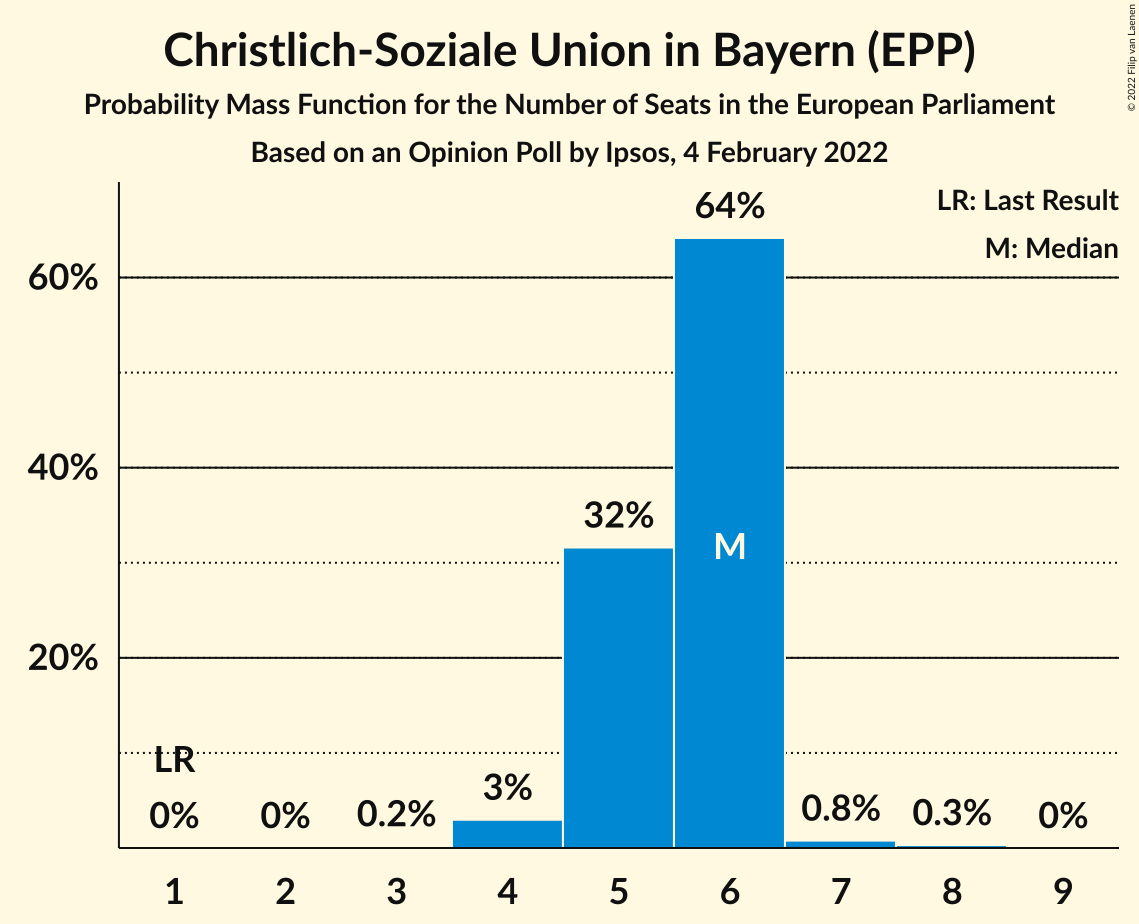 Christlich-Soziale Union in Bayern (EPP)
Probability Mass Function for the Number of Seats in the European Parliament
Based on an Opinion Poll by Ipsos, 4 February 2022
© 2022 Filip van Laenen
LR: Last Result
M: Median
64%
60%
40%
32%
M
20%
LR
0%
0%
0.2%
3%
0.8%
0.3%
0%
1 2 3 4 5 6 7 8 9